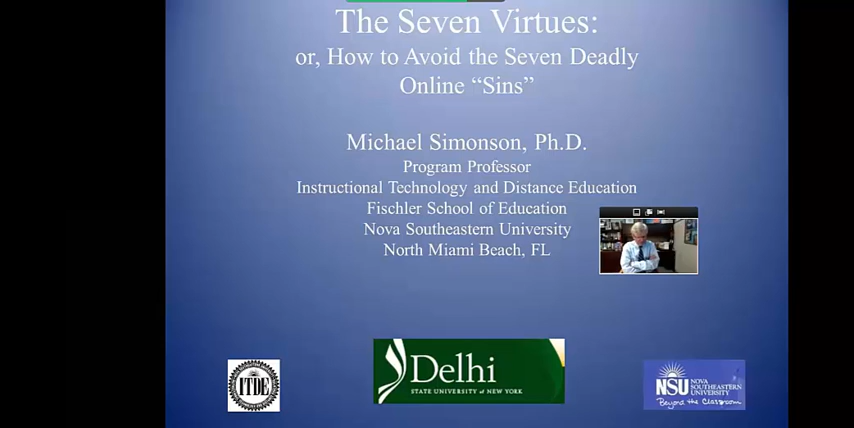 The Seven Virtues:
or, How to Avoid the Seven Deadly
Online “Sins”
Michael Simonson, Ph.D.
Program Professor
Instructional Technology and Distance Education
Fischler School of Education
Nova Southeastern University
North Miami Beach, FL
ITDE
Delhi
STATE UNIVERSITY OF NEW YORK
NSU
NOVA
SOUTHEASTERN
UNIVERSITY
Beyond the Classroom